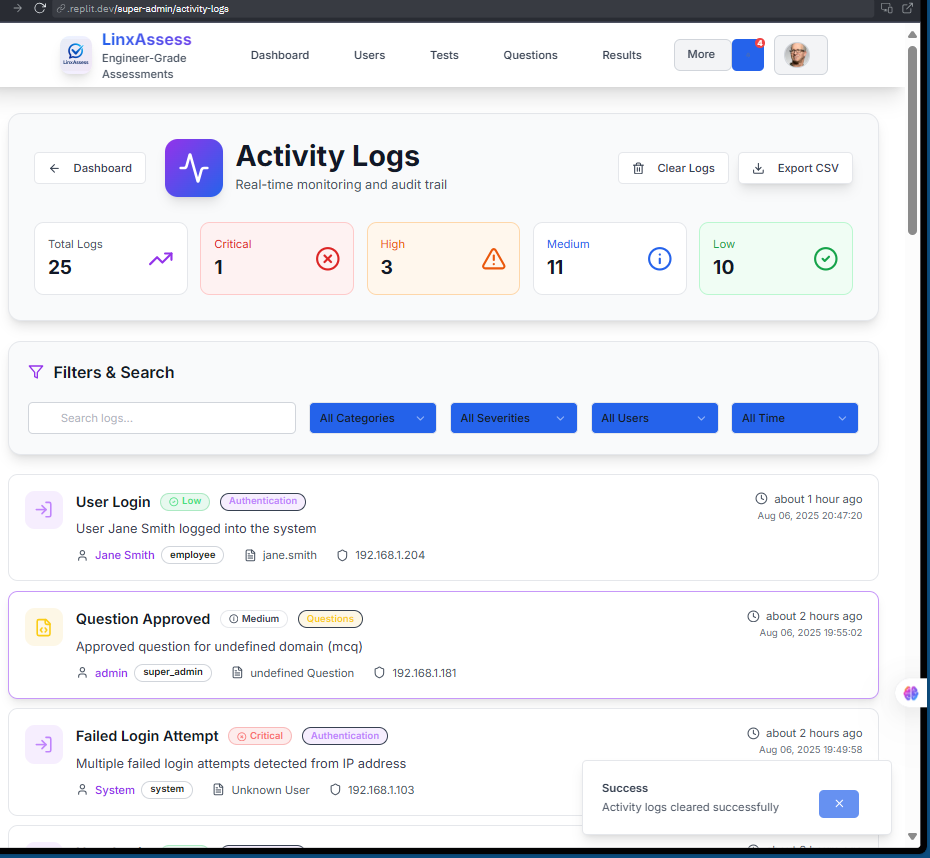 .replit.dev/super-admin/activity-logs
LinxAssess
LinxAssess
Engineer-Grade
Assessments
Dashboard
Users
Tests
Questions
Results
More
4
Dashboard
Activity Logs
Real-time monitoring and audit trail
Clear Logs
Export CSV
Total Logs
25
Critical
1
High
3
Medium
11
Low
10
Filters & Search
Search logs...
All Categories
All Severities
All Users
All Time
User Login
Low
Authentication
about 1 hour ago
Aug 06, 2025 20:47:20
User Jane Smith logged into the system
Jane Smith
employee
jane.smith
192.168.1.204
Question Approved
Medium
Questions
about 2 hours ago
Aug 06, 2025 19:55:02
Approved question for undefined domain (mcq)
admin
super_admin
undefined Question
192.168.1.181
Failed Login Attempt
Critical
Authentication
about 2 hours ago
Aug 06, 2025 19:49:58
Multiple failed login attempts detected from IP address
System
system
Unknown User
192.168.1.103
Success
Activity logs cleared successfully